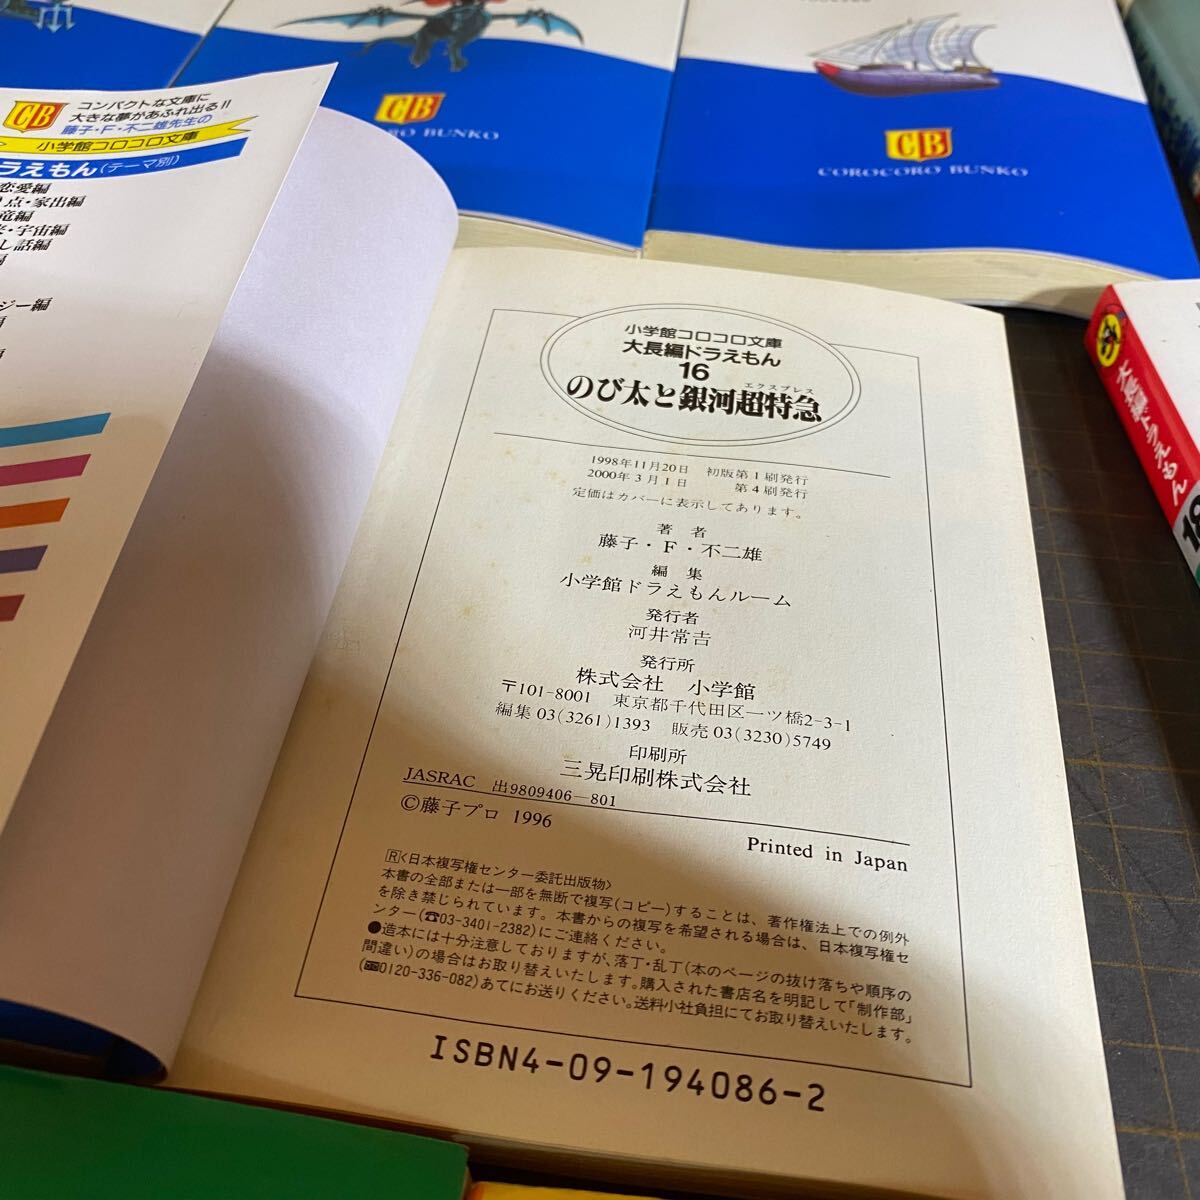 CB
コンパクトな文庫に
大きな夢があふれ出る!!
藤子・F・不二雄先生の
小学館コロコロ文庫
ラえもん(テーマ別)
恋愛編
点・家出編
竜編
・宇宙編
し話編
編
ジー編
編
編
CB
RO BUNKO
CB
COROCORO BUNKO
大長編ドラえもん
小学館コロコロ文庫
大長編ドラえもん
16
エクスプレス
のび太と銀河超特急
1998年11月20日 初版第1刷発行
2000年3月1日 第4刷発行
定価はカバーに表示してあります。
著者
藤子・F・不二雄
編集
小学館ドラえもんルーム
発行者
河井常吉
発行所
株式会社 小学館
〒101-8001 東京都千代田区一ツ橋2-3-1
編集 03(3261)1393 販売 03(3230)5749
印刷所
三晃印刷株式会社
JASRAC 出9809406-801
©藤子プロ 1996
Printed in Japan
R<日本複写権センター委託出版物>
本書の全部または一部を無断で複写(コピー)することは、著作権法上での例外
を除き禁じられています。本書からの複写を希望される場合は、日本複写権セ
ンター(☎03-3401-2382)にご連絡ください。
●造本には十分注意しておりますが、落丁・乱丁(本のページの抜け落ちや順序の
間違い)の場合はお取り替えいたします。購入された書店名を明記して「制作部」
(0120-336-082)あてにお送りください。送料小社負担にてお取り替えいたします。
ISBN4-09-194086-2